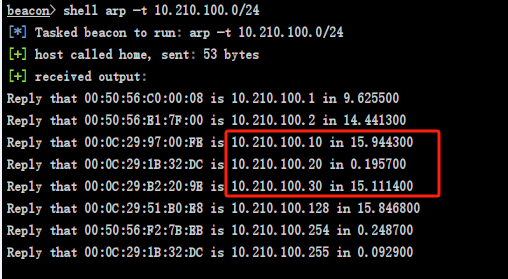 beacon> shell arp -t 10.210.100.0/24
[*] Tasked beacon to run: arp -t 10.210.100.0/24
[+] host called home, sent: 53 bytes
[+] received output:
Reply that 00:50:56:C0:00:08 is 10.210.100.1 in 9.625500
Reply that 00:50:56:E1:7F:00 is 10.210.100.2 in 14.441300
Reply that 00:0C:29:97:00:FE is 10.210.100.10 in 15.944300
Reply that 00:0C:29:1B:32:DC is 10.210.100.20 in 0.195700
Reply that 00:0C:29:B2:20:9E is 10.210.100.30 in 15.111400
Reply that 00:0C:29:51:B0:E8 is 10.210.100.128 in 15.846800
Reply that 00:50:56:F2:7B:EB is 10.210.100.254 in 0.248700
Reply that 00:0C:29:1B:32:DC is 10.210.100.255 in 0.092900